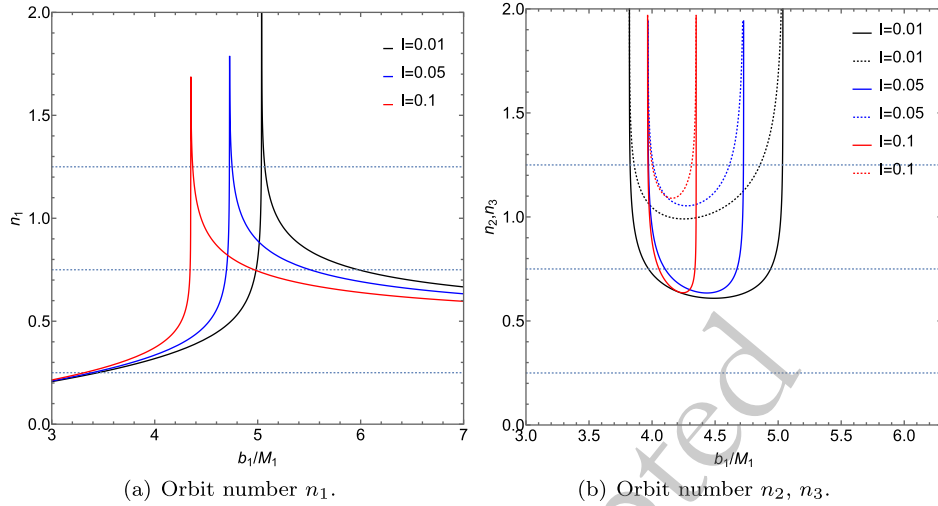 2.0
1.5
1.0
0.5
0.0
n₁
3 4 5 6 7
b₁/M₁
l=0.01
l=0.05
l=0.1
(a) Orbit number n₁.
2.0
1.5
1.0
0.5
0.0
n₂,n₃
3.0 3.5 4.0 4.5 5.0 5.5 6.0
b₁/M₁
l=0.01
l=0.01
l=0.05
l=0.05
l=0.1
l=0.1
(b) Orbit number n₂, n₃.